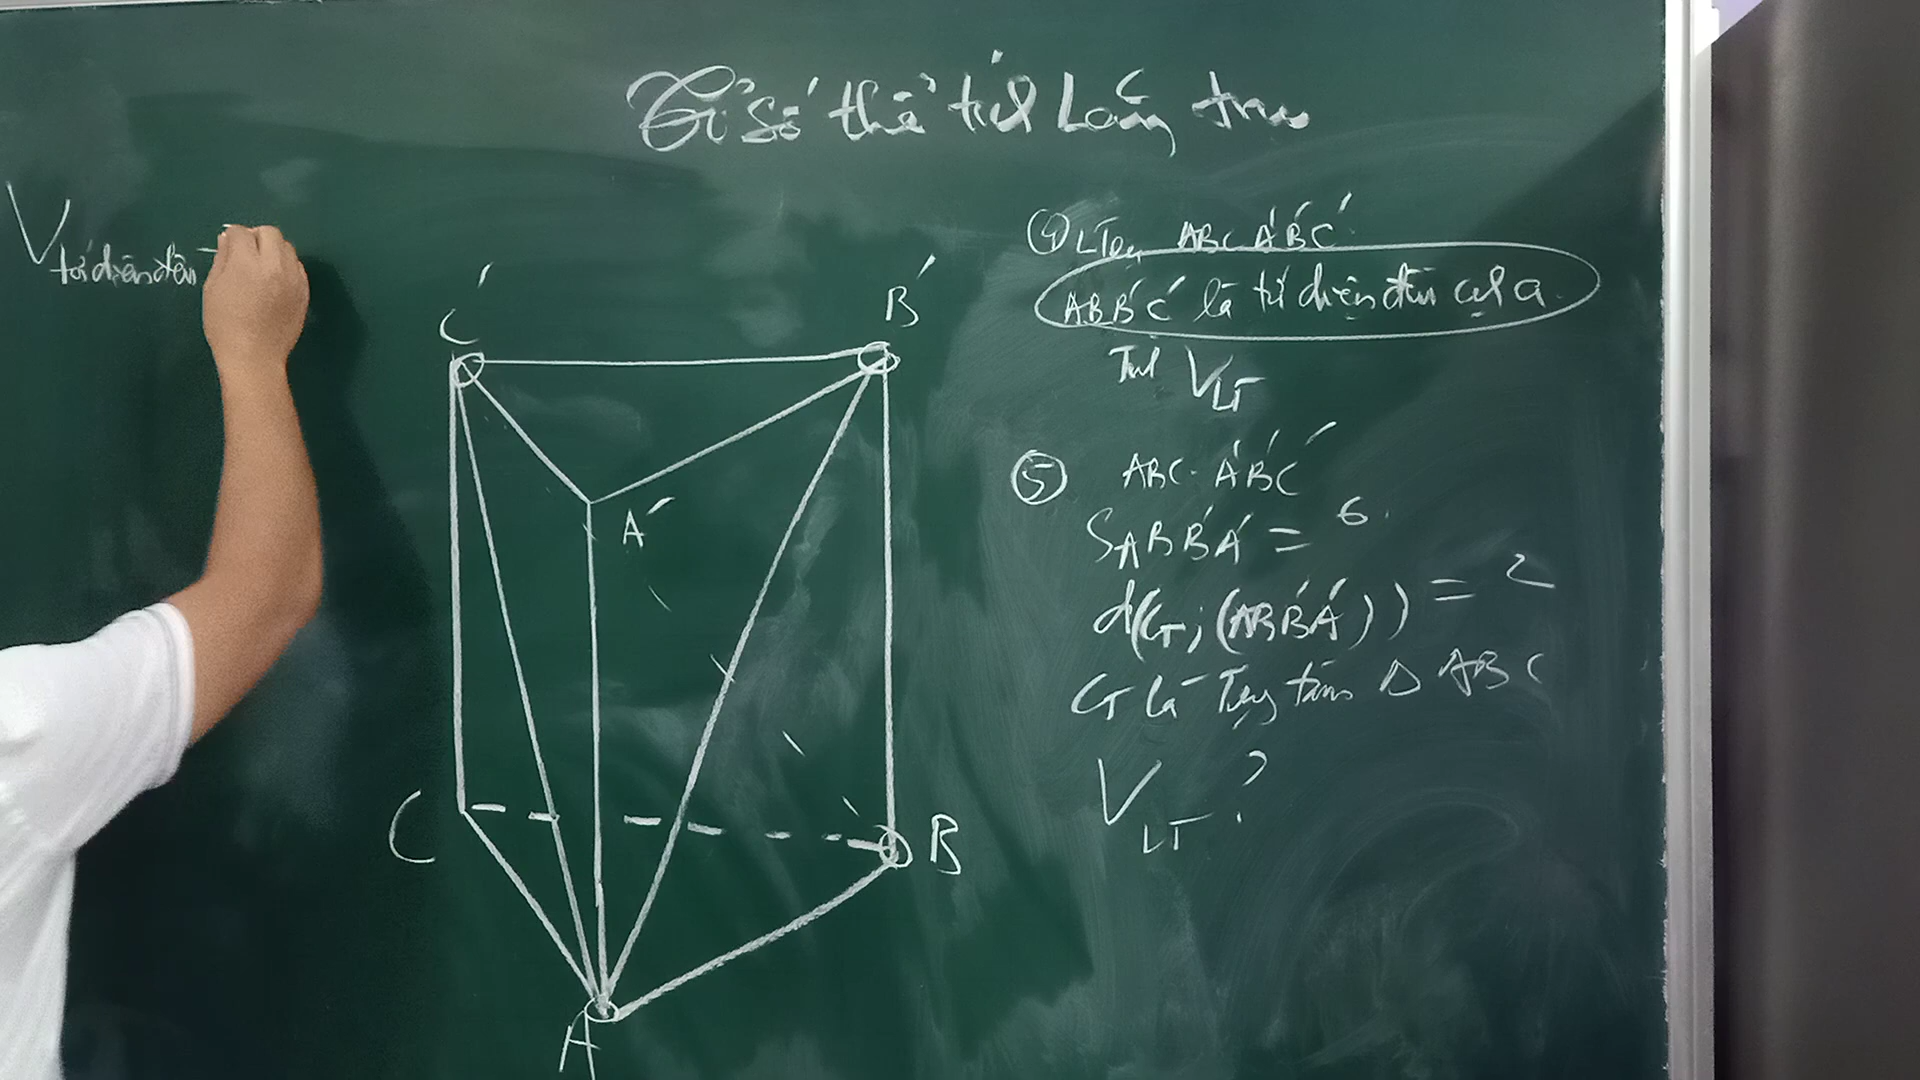 Tỉ số thể tích Lăng trụ
V tứ diện đều =
④ LTrụ ABC A'B'C'
ABB'C' là tứ diện đều cạnh a
Tính V LT
⑤ ABC.A'B'C'
S ABB'A' = 6
d(G; (ABB'A')) = 2
G là Trọng tâm Δ ABC
V LT ?
C'
B'
A'
C
B
A